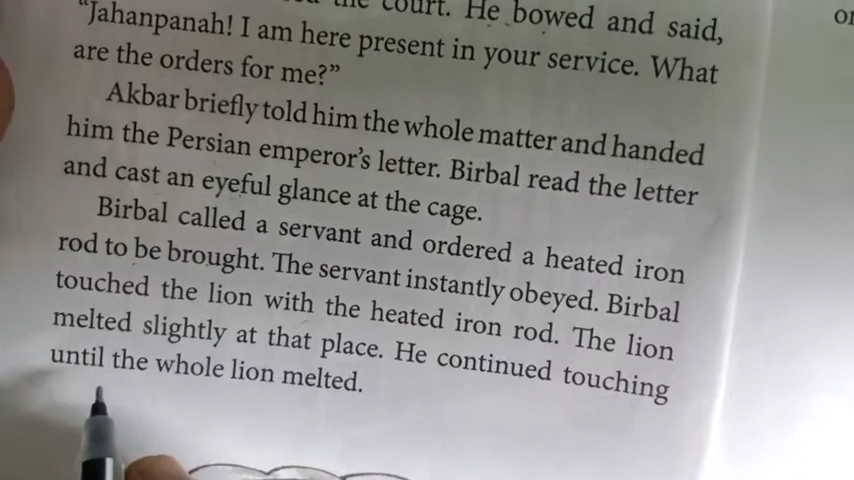 the court. He bowed and said,
"Jahanpanah! I am here present in your service. What
are the orders for me?"
Akbar briefly told him the whole matter and handed
him the Persian emperor's letter. Birbal read the letter
and cast an eyeful glance at the cage.
Birbal called a servant and ordered a heated iron
rod to be brought. The servant instantly obeyed. Birbal
touched the lion with the heated iron rod. The lion
melted slightly at that place. He continued touching
until the whole lion melted.